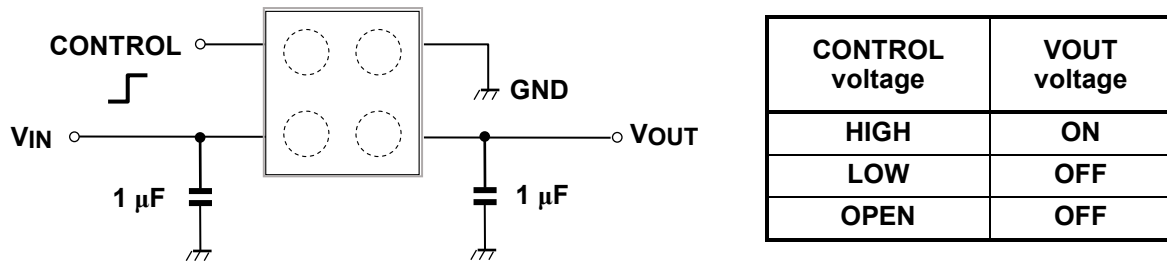 CONTROL
GND
VIN
VOUT
1 μF
1 μF
CONTROL voltage VOUT voltage
HIGH ON
LOW OFF
OPEN OFF